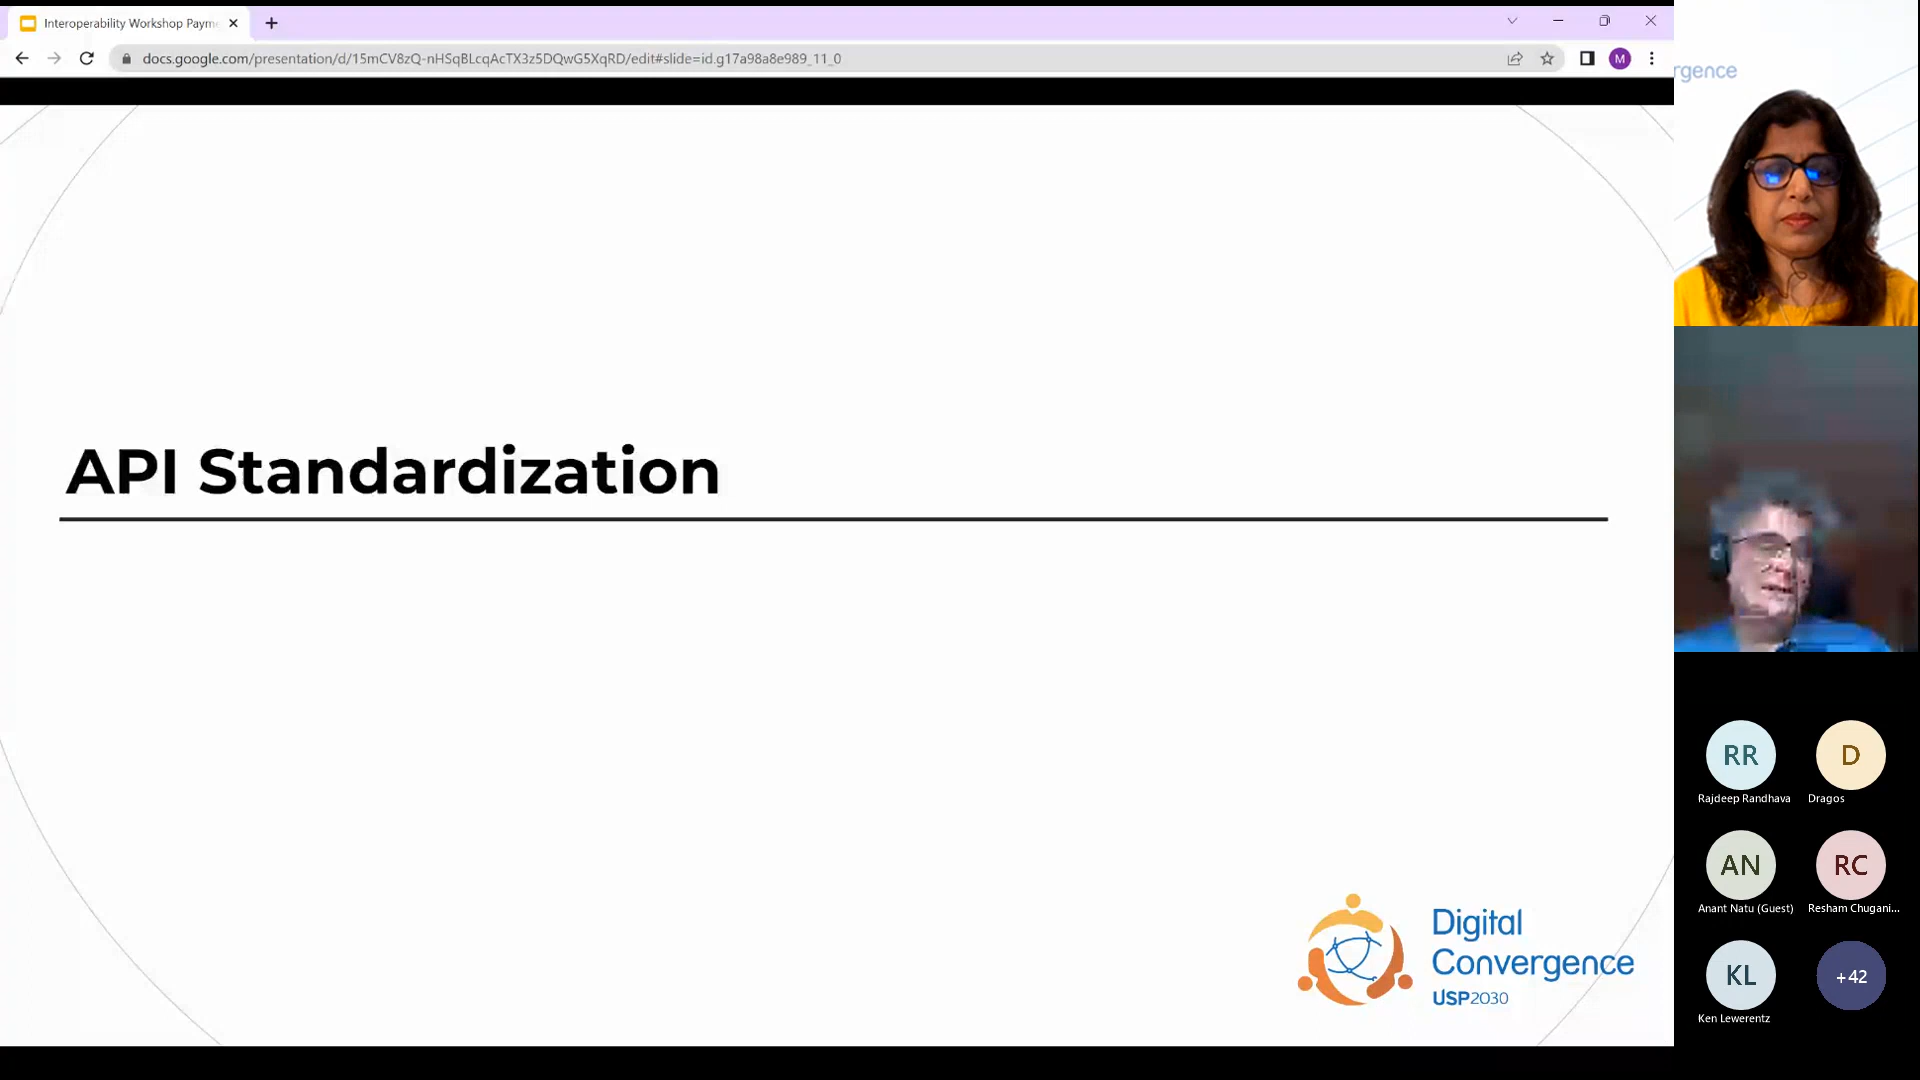 Interoperability Workshop Payme
docs.google.com/presentation/d/15mCV8zQ-nHSqBLcqAcTX3z5DQwG5XqRD/edit#slide=id.g17a98a8e989_11_0
M
rgence
API Standardization
Digital
Convergence
USP2030
RR
D
Rajdeep Randhava
Dragos
AN
RC
Anant Natu (Guest)
Resham Chugani...
KL
+42
Ken Lewerentz